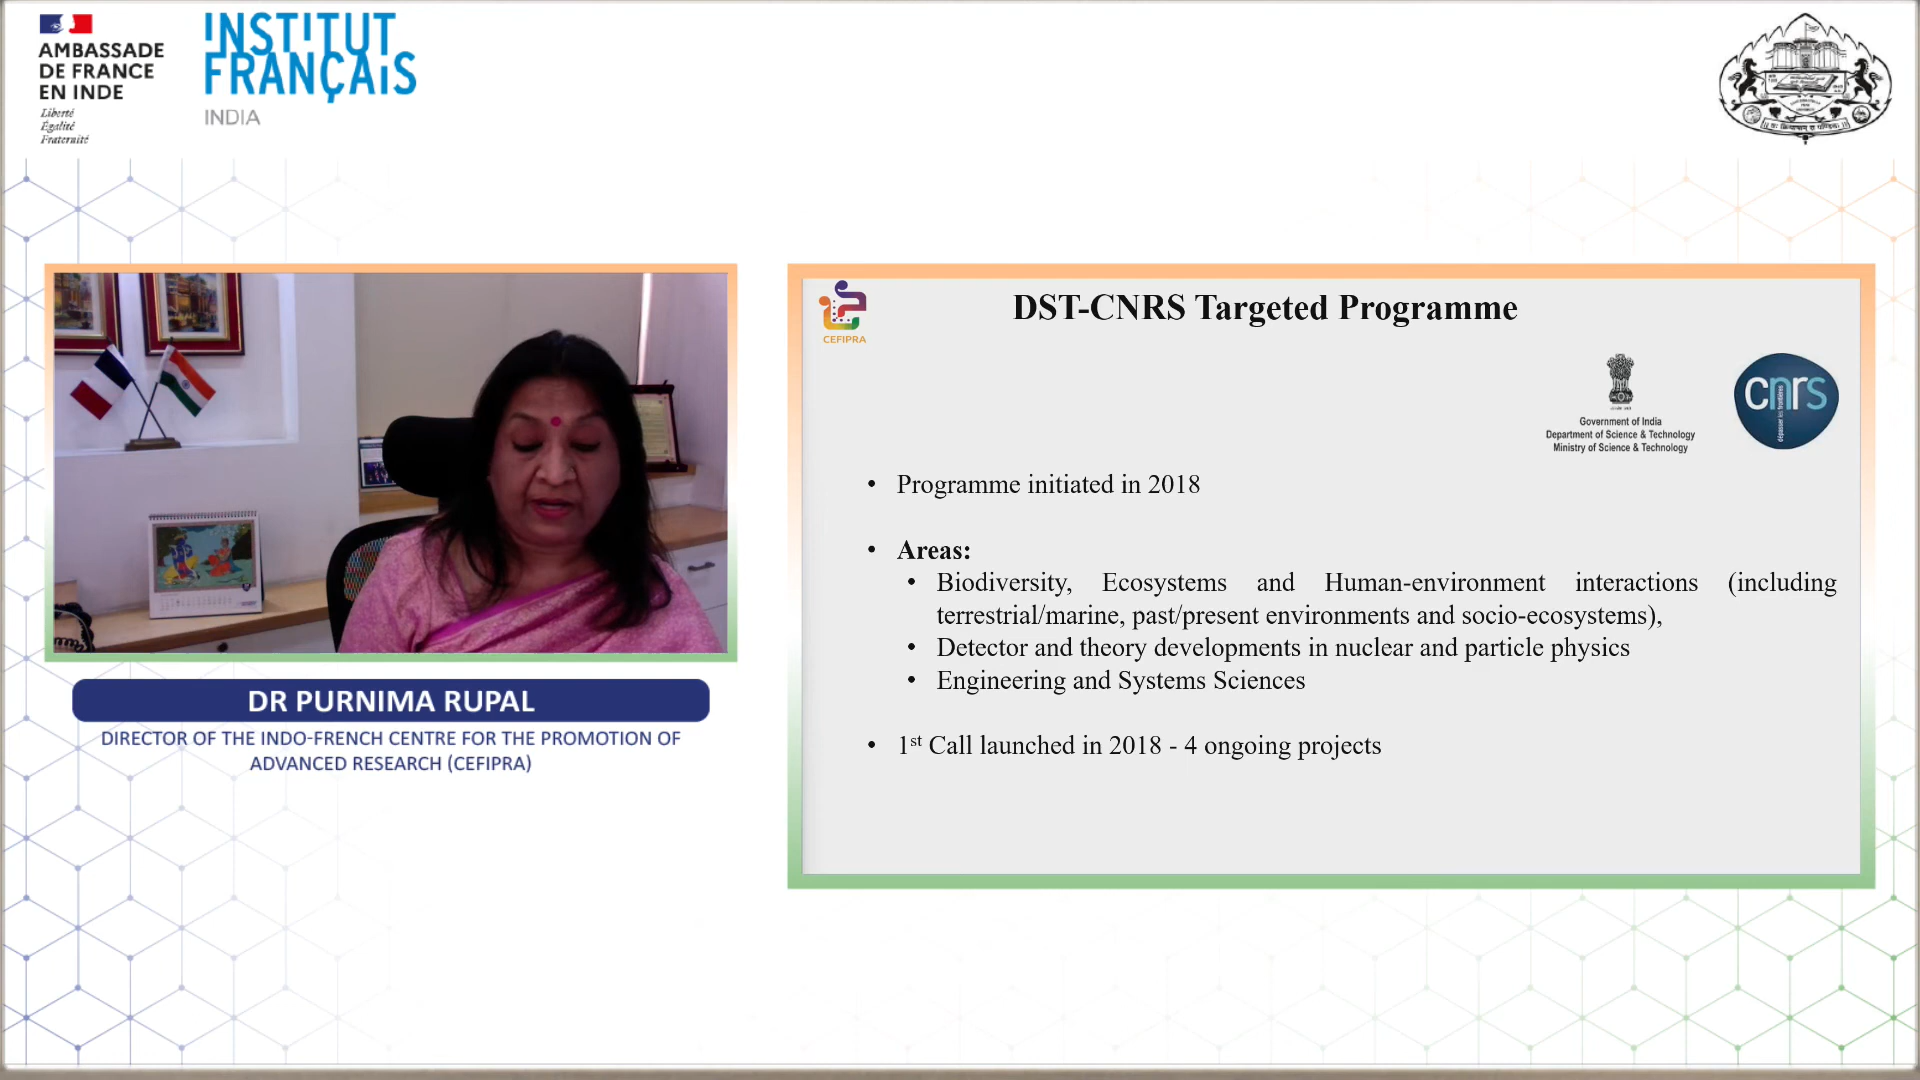 AMBASSADE
DE FRANCE
EN INDE
Liberté
Égalité
Fraternité
INSTITUT
FRANÇAIS
INDIA
DR PURNIMA RUPAL
DIRECTOR OF THE INDO-FRENCH CENTRE FOR THE PROMOTION OF
ADVANCED RESEARCH (CEFIPRA)
CEFIPRA
DST-CNRS Targeted Programme
Government of India
Department of Science & Technology
Ministry of Science & Technology
cnrs
dépasser les frontières
• Programme initiated in 2018
• Areas:
• Biodiversity, Ecosystems and Human-environment interactions (including
terrestrial/marine, past/present environments and socio-ecosystems),
• Detector and theory developments in nuclear and particle physics
• Engineering and Systems Sciences
• 1st Call launched in 2018 - 4 ongoing projects